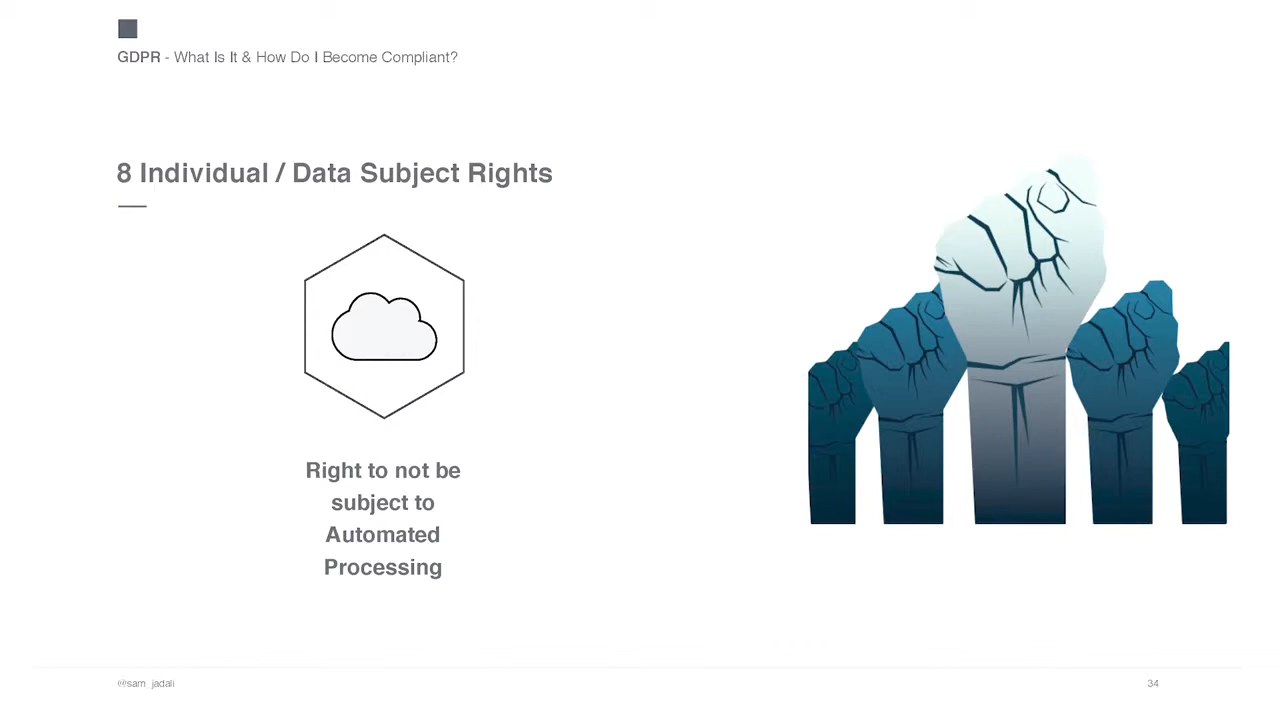 GDPR - What Is It & How Do I Become Compliant?
8 Individual / Data Subject Rights
Right to not be
subject to
Automated
Processing
@sam_jadali
34